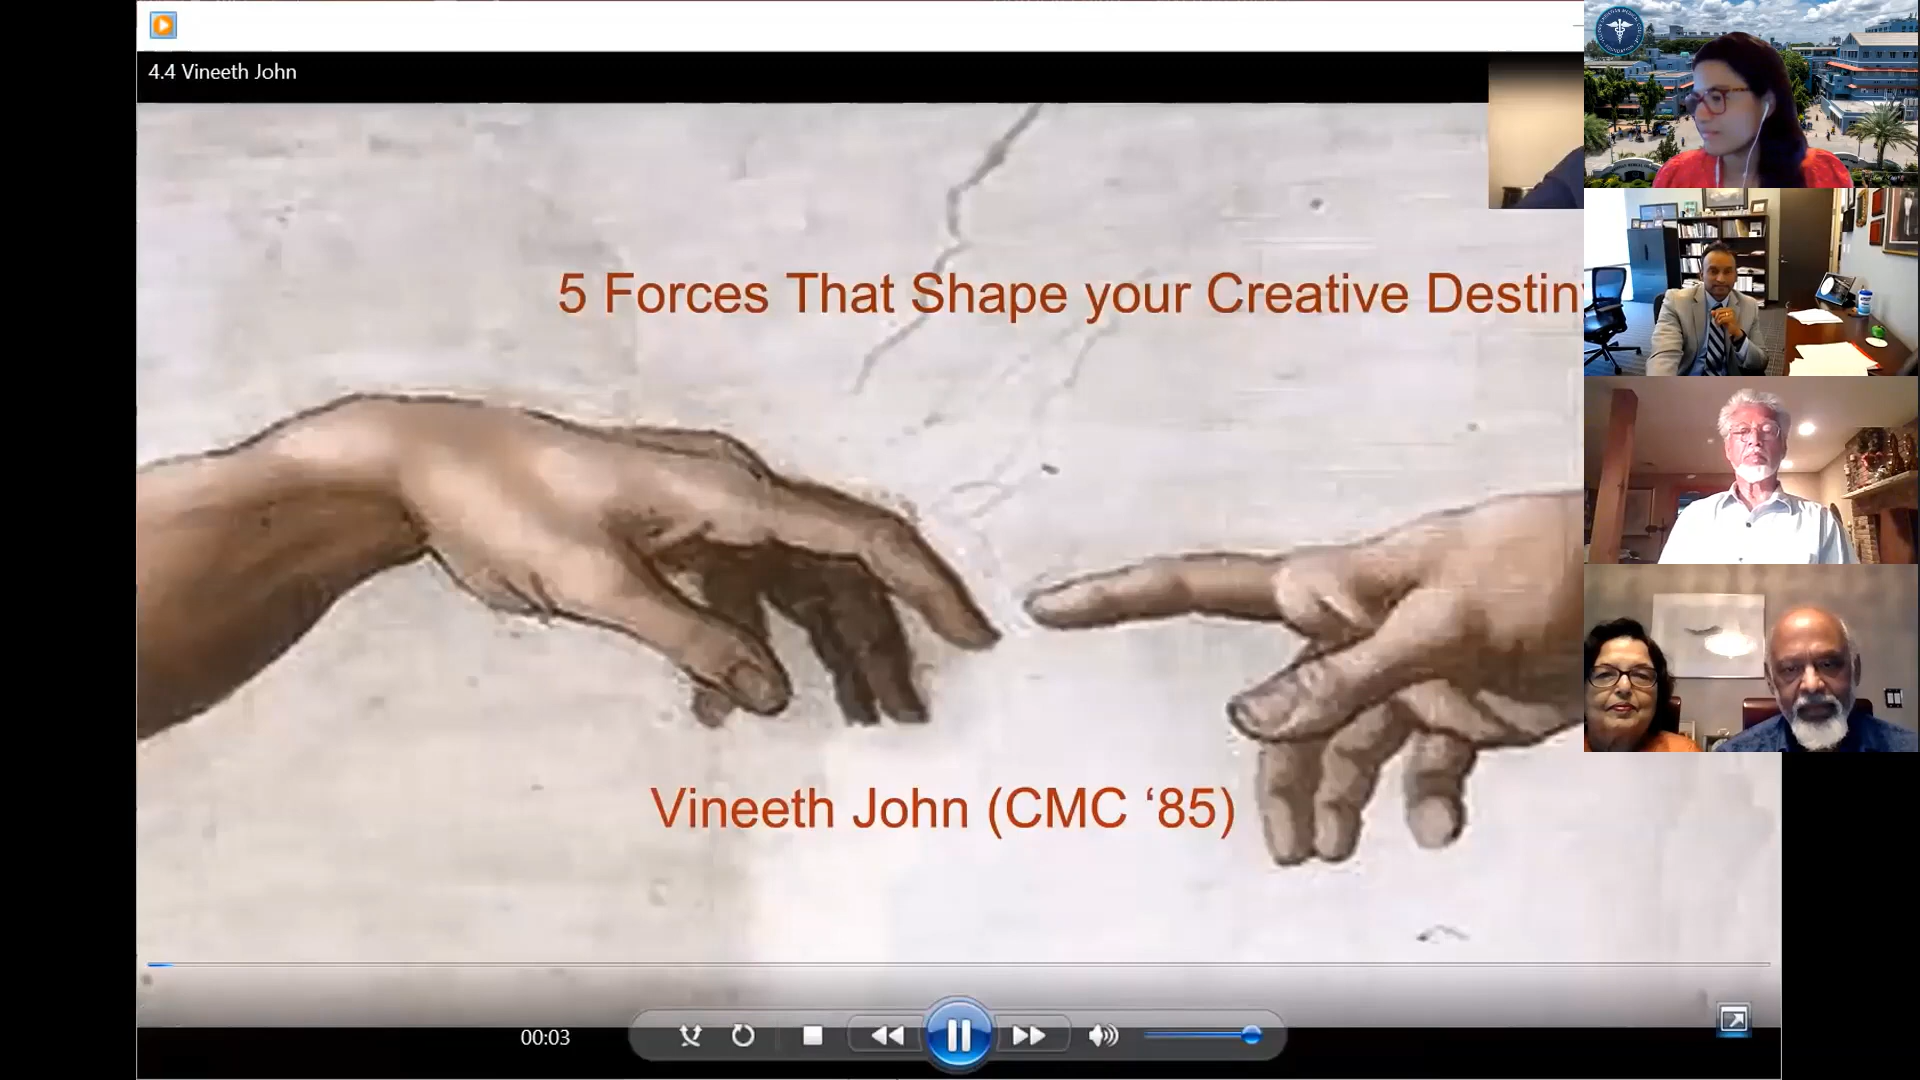 4.4 Vineeth John
5 Forces That Shape your Creative Destin
Vineeth John (CMC ‘85)
00:03